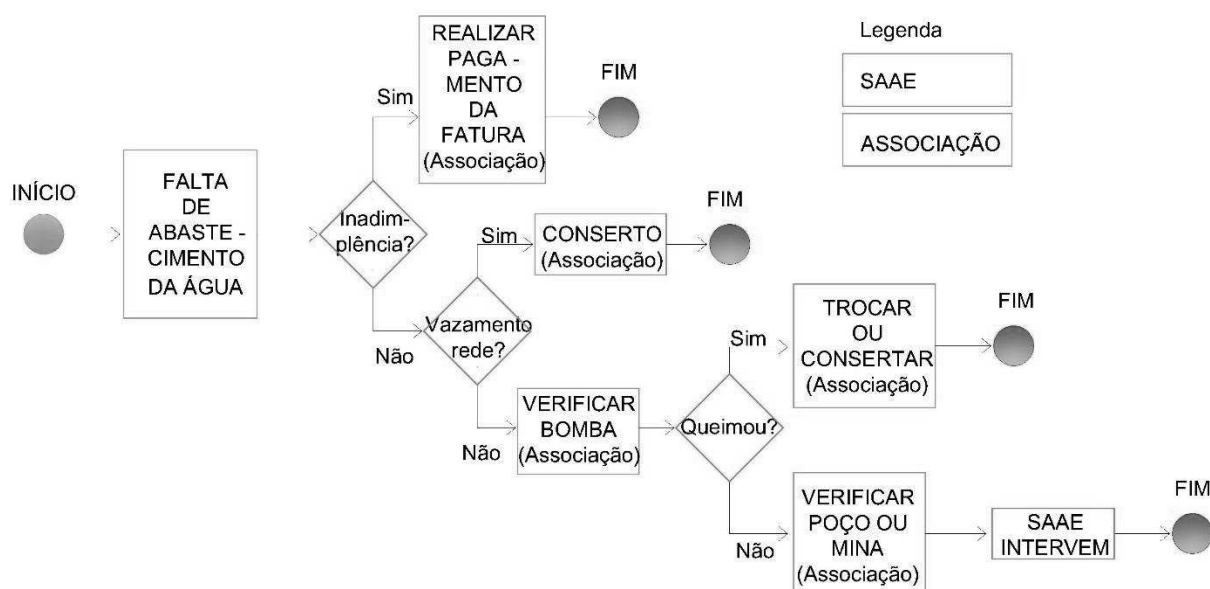 INÍCIO
FALTA
DE
ABASTE -
CIMENTO
DA ÁGUA
Inadim-
plência?
Sim
REALIZAR
PAGA -
MENTO
DA
FATURA
(Associação)
FIM
Não
Vazamento
rede?
Sim
CONSERTO
(Associação)
FIM
Não
VERIFICAR
BOMBA
(Associação)
Queimou?
Sim
TROCAR
OU
CONSERTAR
(Associação)
FIM
Não
VERIFICAR
POÇO OU
MINA
(Associação)
SAAE
INTERVEM
FIM
Legenda
SAAE
ASSOCIAÇÃO